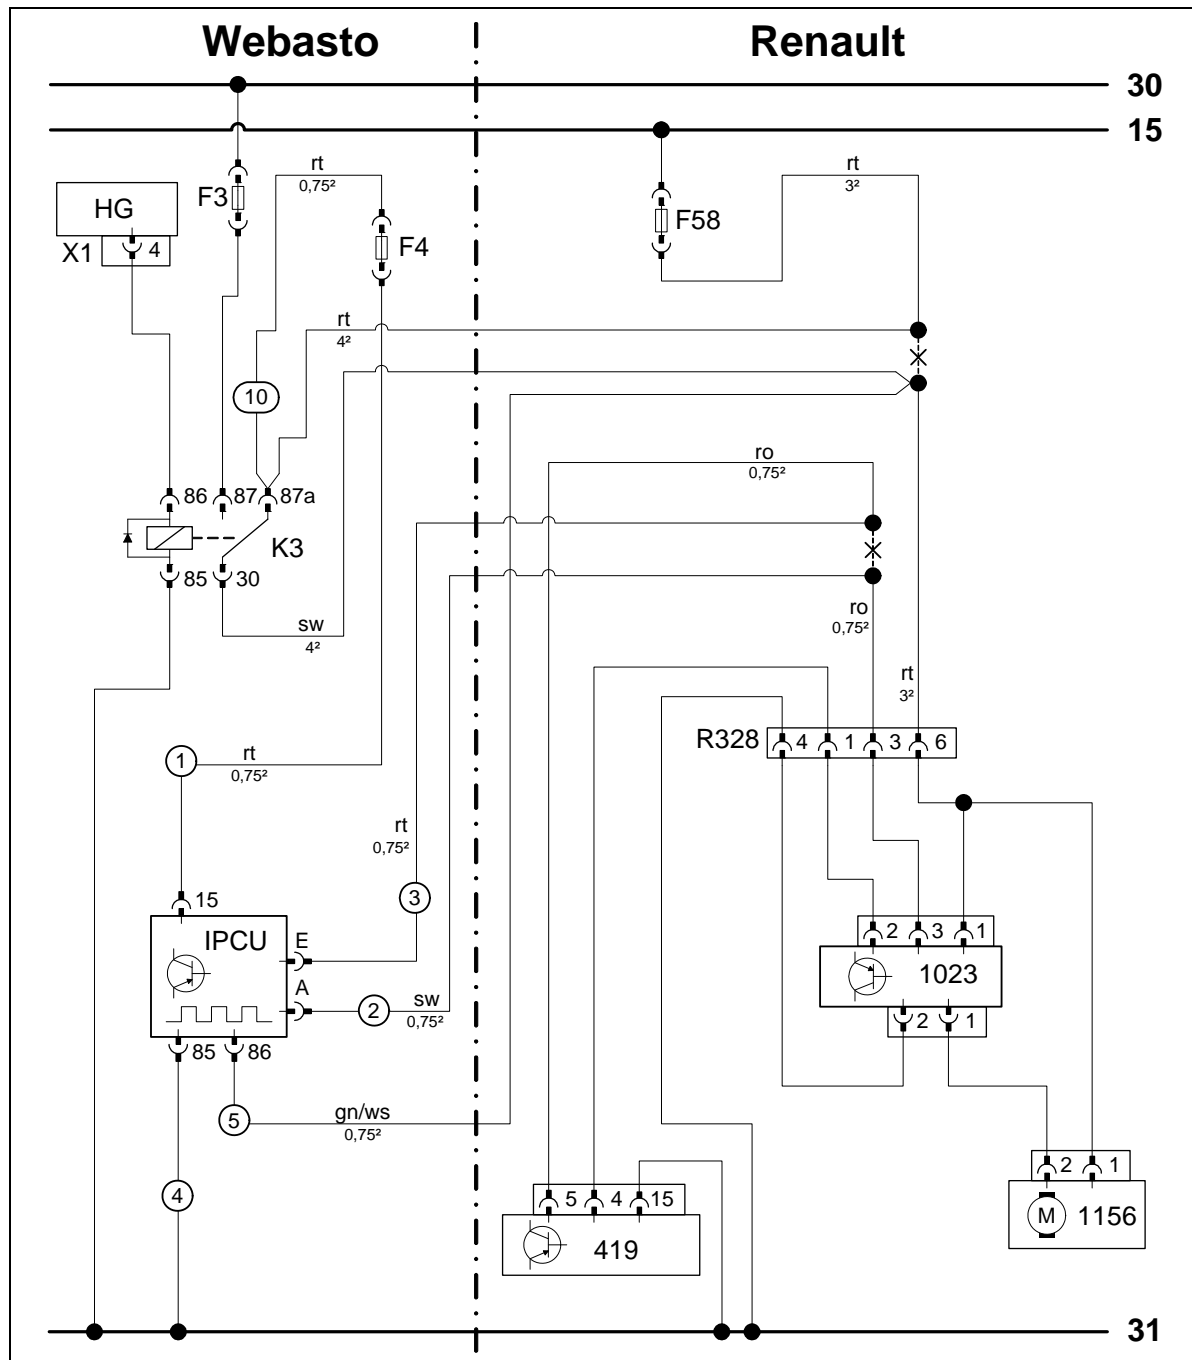 Webasto Renault
30
15
rt
0,75²
rt
3²
HG
F3
F58
X1 4
F4
rt
4²
10
ro
0,75²
86 87 87a
K3
85 30
sw
4²
ro
0,75²
rt
3²
R328 4 1 3 6
1 rt
0,75²
rt
0,75²
3
15
2 3 1
IPCU E
1023
A
2 sw
0,75²
2 1
85 86
5 gn/ws
0,75²
2 1
4
5 4 15
M 1156
419
31